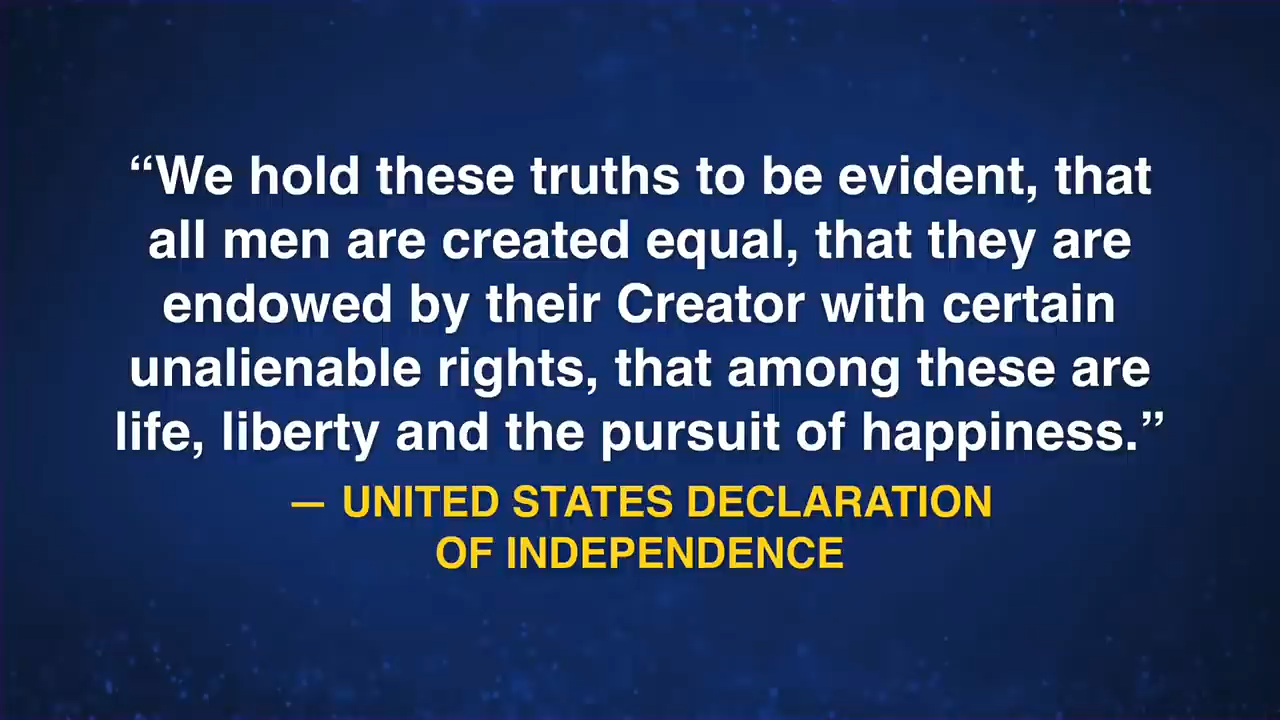 “We hold these truths to be evident, that
all men are created equal, that they are
endowed by their Creator with certain
unalienable rights, that among these are
life, liberty and the pursuit of happiness.”
— UNITED STATES DECLARATION
OF INDEPENDENCE